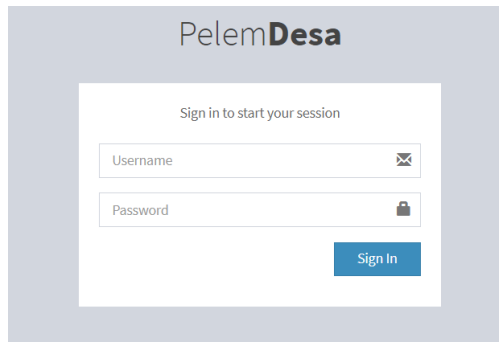 PelemDesa
Sign in to start your session
Username
Password
Sign In